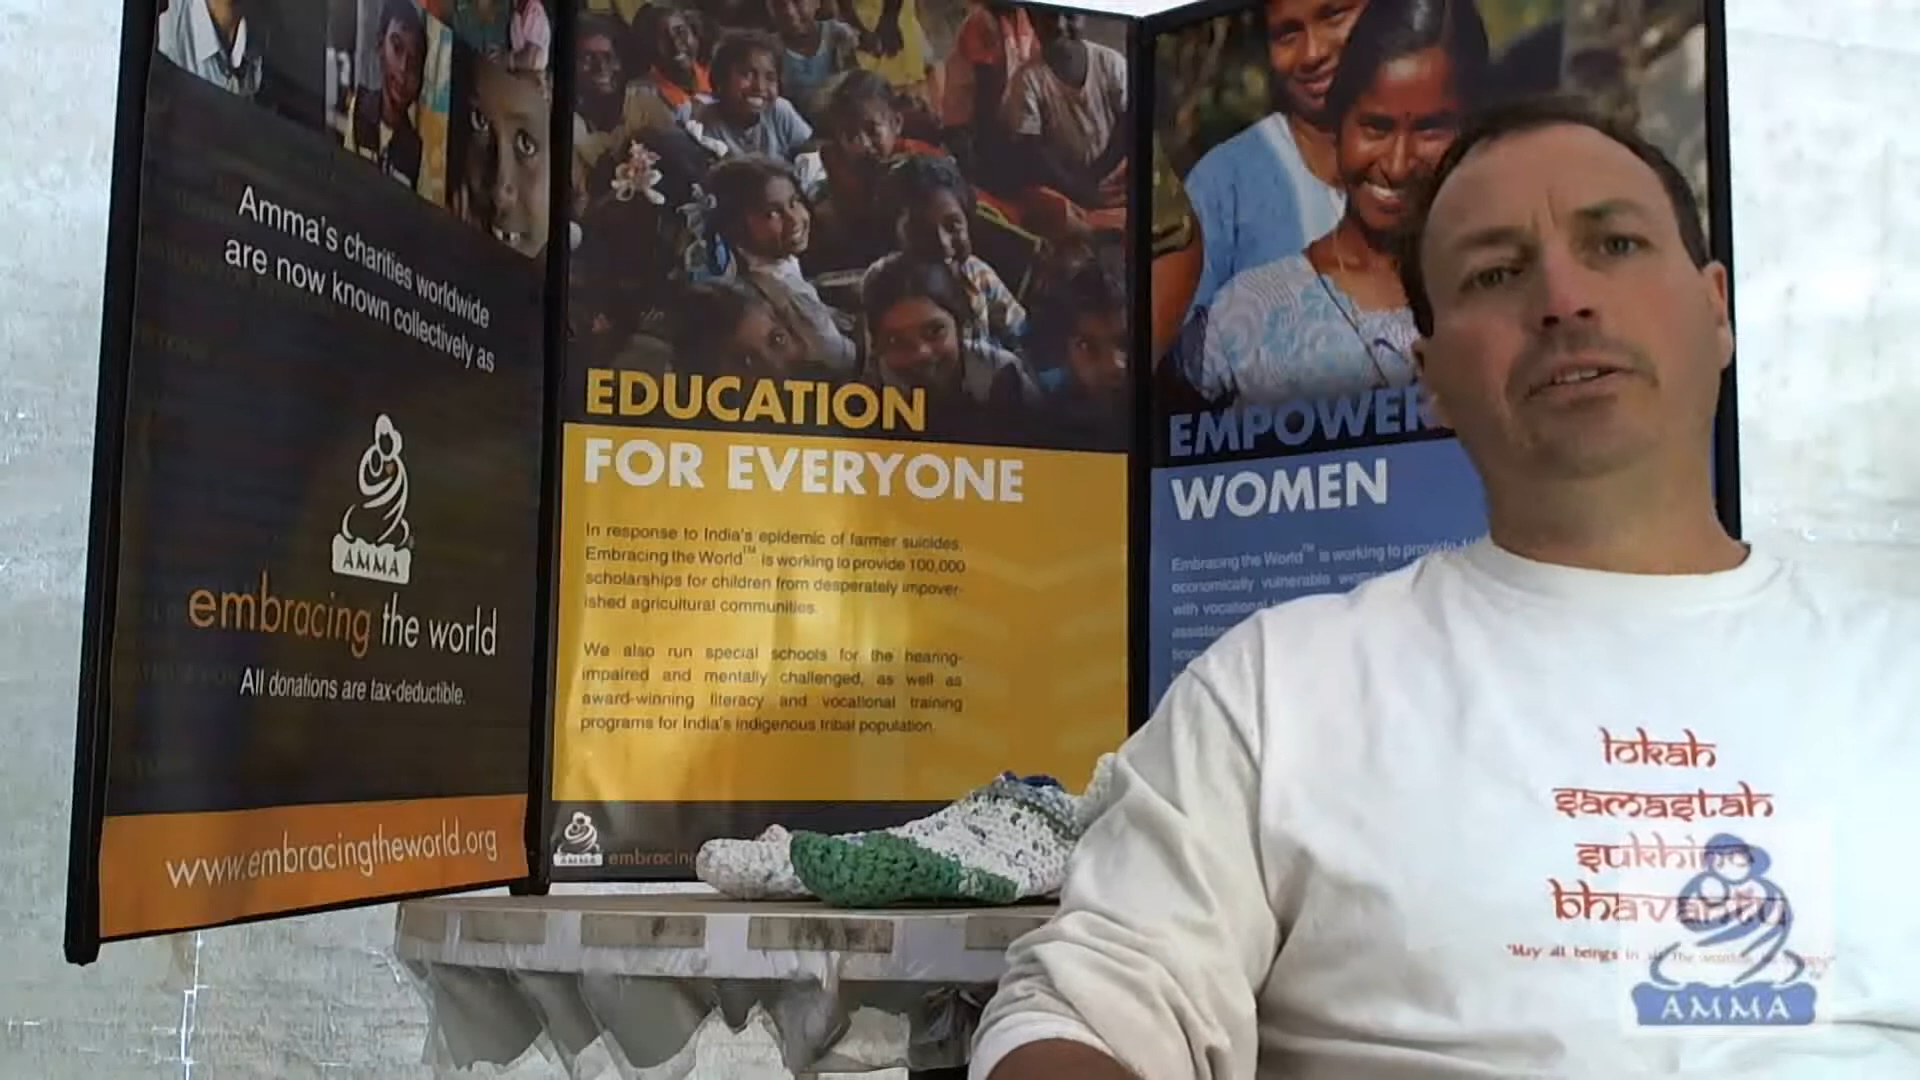 Amma's charities worldwide
are now known collectively as
AMMA
embracing the world
All donations are tax-deductible.
www.embracingtheworld.org
EDUCATION
FOR EVERYONE
In response to India's epidemic of farmer suicides,
Embracing the World™ is working to provide 100,000
scholarships for children from desperately impover-
ished agricultural communities.
We also run special schools for the hearing-
impaired and mentally challenged, as well as
award-winning literacy and vocational training
programs for India's indigenous tribal population.
AMMA
embracing
EMPOWER
WOMEN
Embracing the World™ is working to provide
economically vulnerable
with vocational
lokah
samastah
sukhino
bhavantu
"May all beings in
AMMA